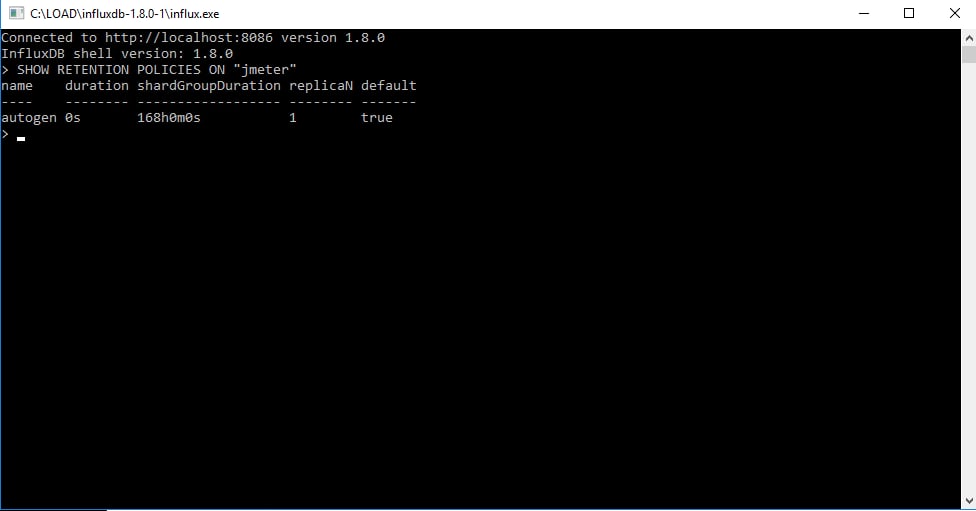 C:\LOAD\influxdb-1.8.0-1\influx.exe
Connected to http://localhost:8086 version 1.8.0
InfluxDB shell version: 1.8.0
> SHOW RETENTION POLICIES ON "jmeter"
name    duration shardGroupDuration replicaN default
----    -------- ------------------ -------- -------
autogen 0s       168h0m0s           1        true
>